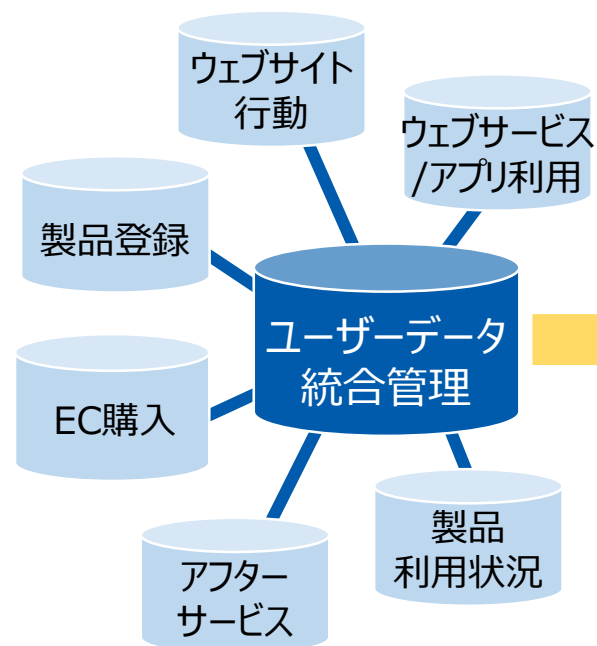 ウェブサイト
行動
ウェブサービス
/アプリ利用
製品登録
ユーザーデータ
統合管理
EC購入
製品
利用状況
アフター
サービス